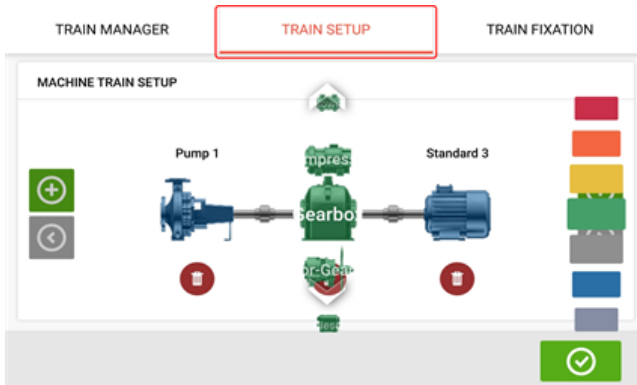 TRAIN MANAGER
TRAIN SETUP
TRAIN FIXATION
MACHINE TRAIN SETUP
Pump 1
Standard 3
Gearbox